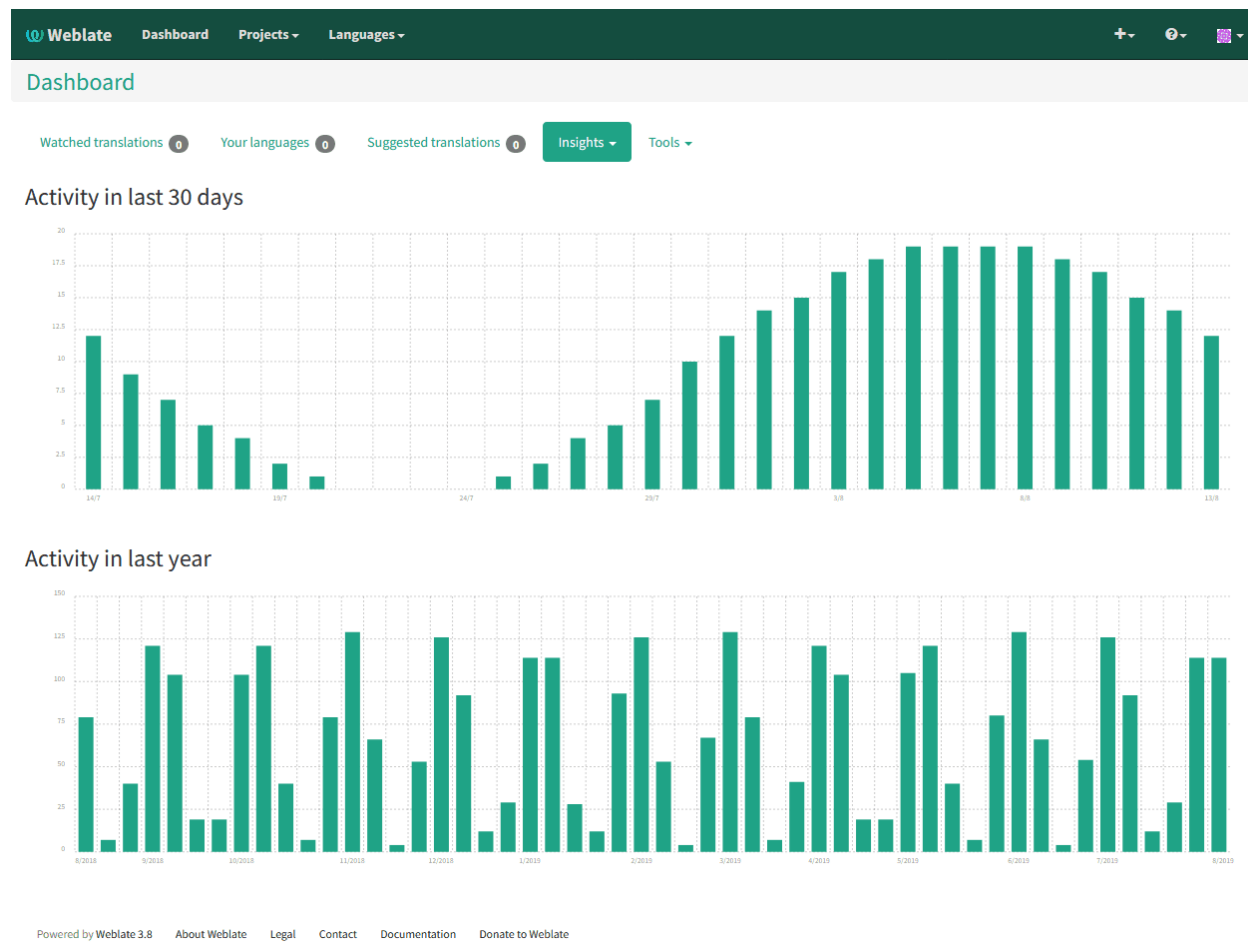 Weblate Dashboard Projects Languages
Dashboard
Watched translations 0 Your languages 0 Suggested translations 0 Insights Tools
Activity in last 30 days
20
17.5
15
12.5
10
7.5
5
2.5
0
14/7 19/7 24/7 29/7 3/8 8/8 13/8
Activity in last year
150
125
100
75
50
25
0
8/2018 9/2018 10/2018 11/2018 12/2018 1/2019 2/2019 3/2019 4/2019 5/2019 6/2019 7/2019 8/2019
Powered by Weblate 3.8 About Weblate Legal Contact Documentation Donate to Weblate